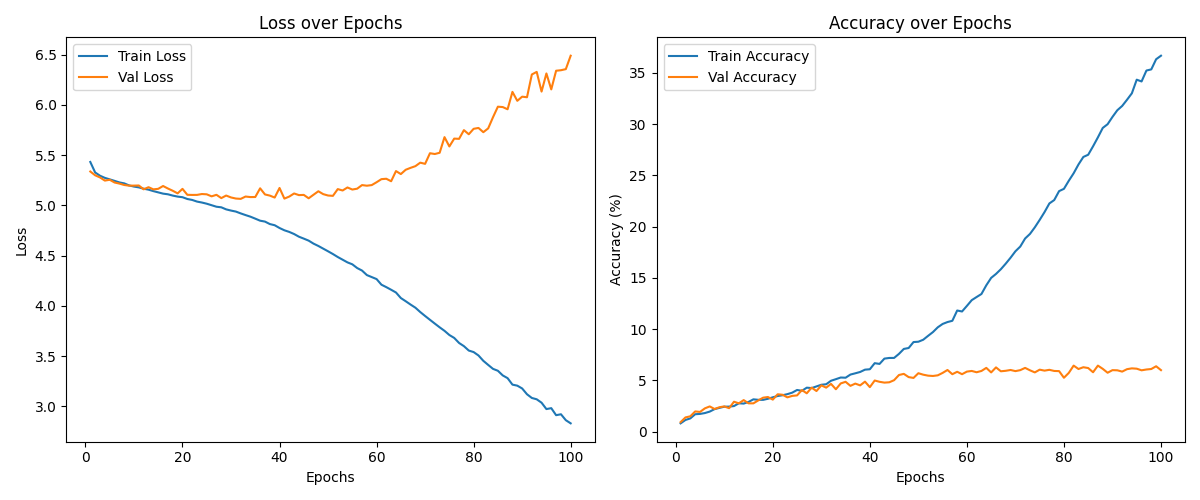 Loss over Epochs
Train Loss
Val Loss
6.5
6.0
5.5
5.0
4.5
4.0
3.5
3.0
Loss
0
20
40
60
80
100
Epochs
Accuracy over Epochs
Train Accuracy
Val Accuracy
35
30
25
20
15
10
5
0
Accuracy (%)
0
20
40
60
80
100
Epochs